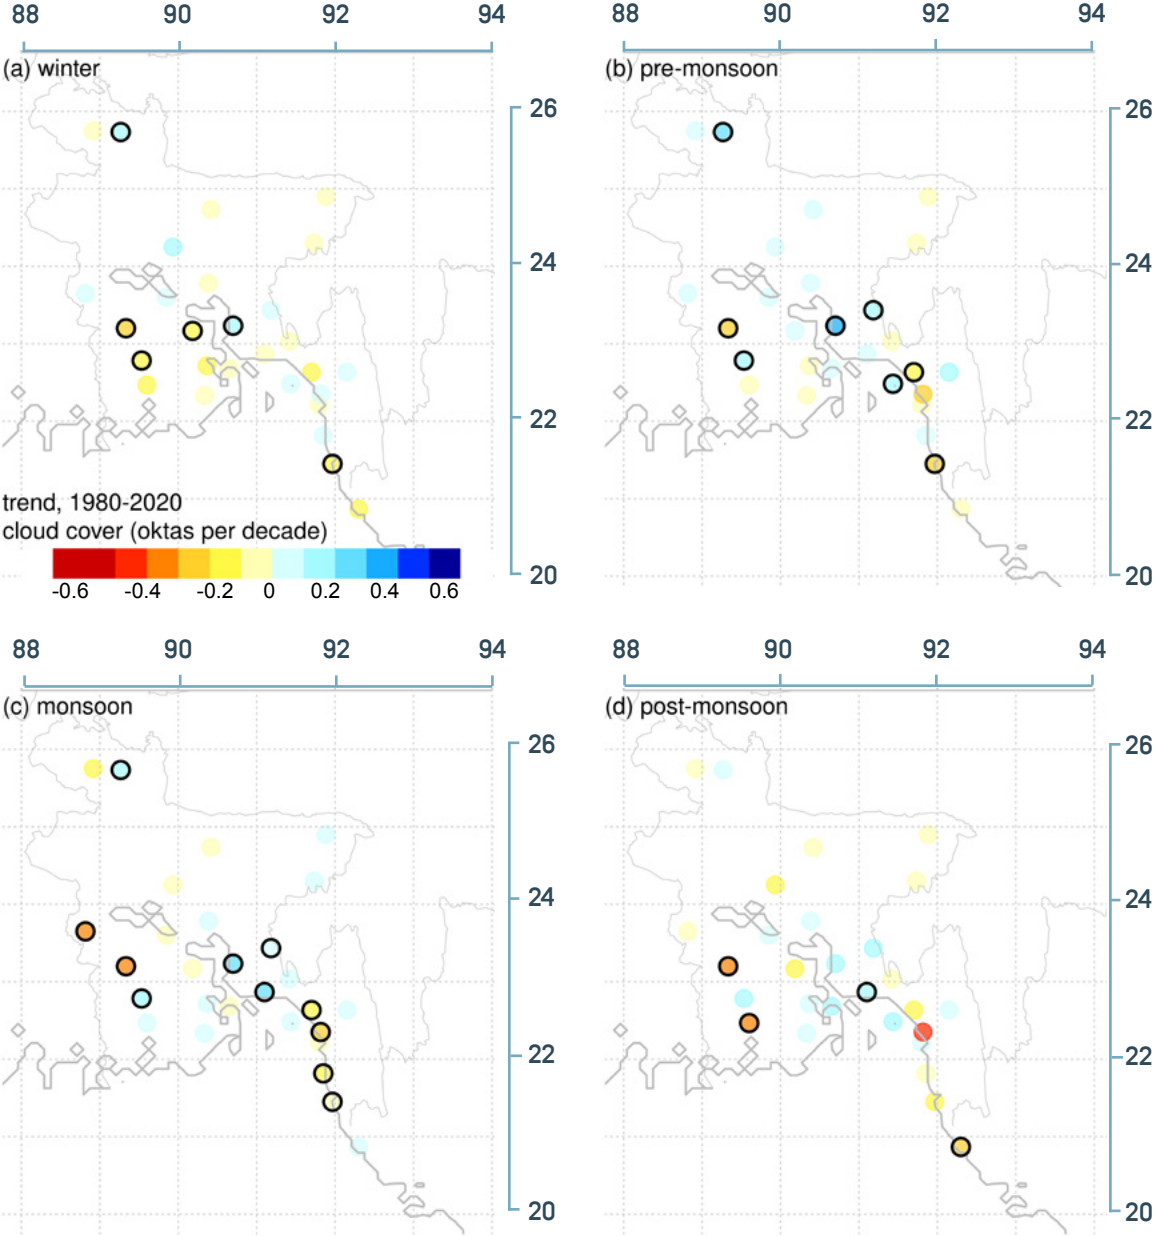 88 90 92 94
88 90 92 94
(a) winter
(b) pre-monsoon
26
26
24
24
22
22
trend, 1980-2020
cloud cover (oktas per decade)
-0.6 -0.4 -0.2 0 0.2 0.4 0.6
20
20
88 90 92 94
88 90 92 94
(c) monsoon
(d) post-monsoon
26
26
24
24
22
22
20
20